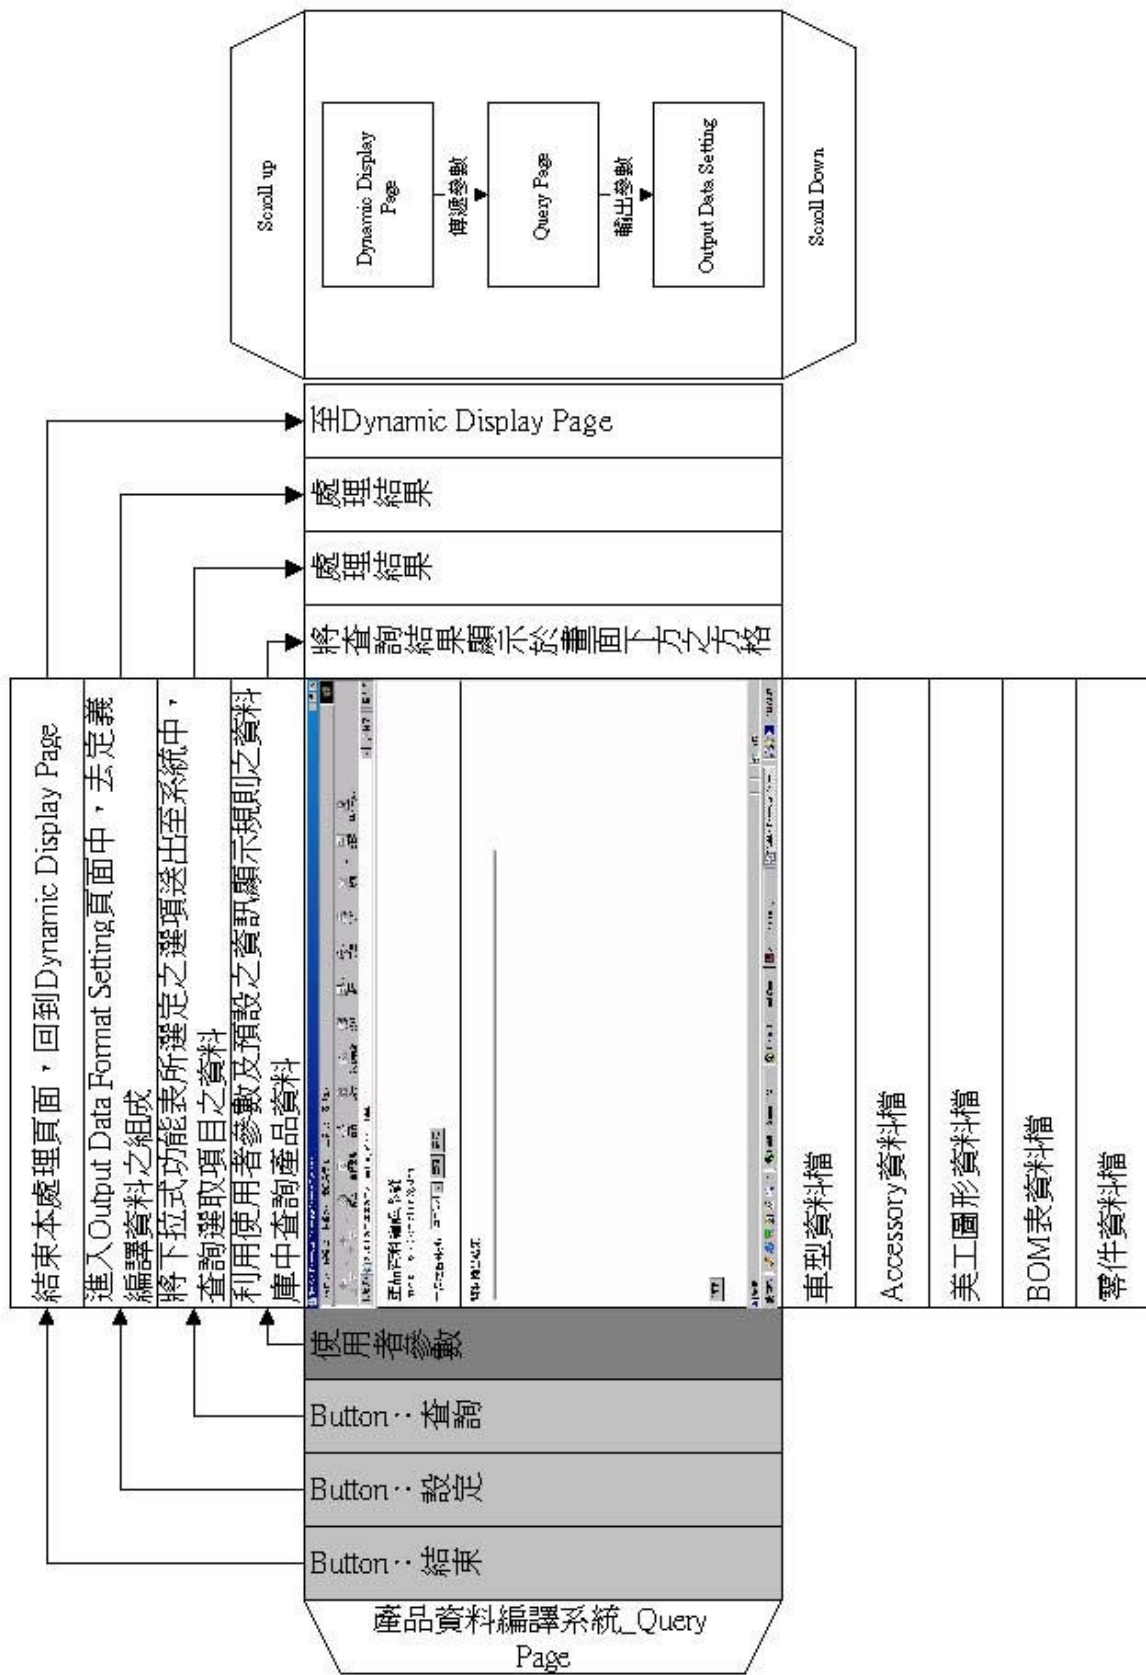 產品資料編譯系統_Query
Page
Button：結束
Button：設定
Button：查詢
使用者參數
結束本處理頁面，回到Dynamic Display Page
進入Output Data Format Setting頁面中，去定義
編譯資料之組成
將下拉式功能表所選定之選項送出至系統中，
查詢選取項目之資料
利用使用者參數及預設之資訊顯示規則之資料
庫中查詢產品資料
車型資料檔
Accessory資料檔
美工圖形資料檔
BOM表資料檔
零件資料檔
將查詢結果顯示於畫面下方之方格
處理結果
處理結果
至Dynamic Display Page
Scroll up
Dynamic Display
Page
傳遞參數
Query Page
輸出參數
Output Data Setting
Scroll Down